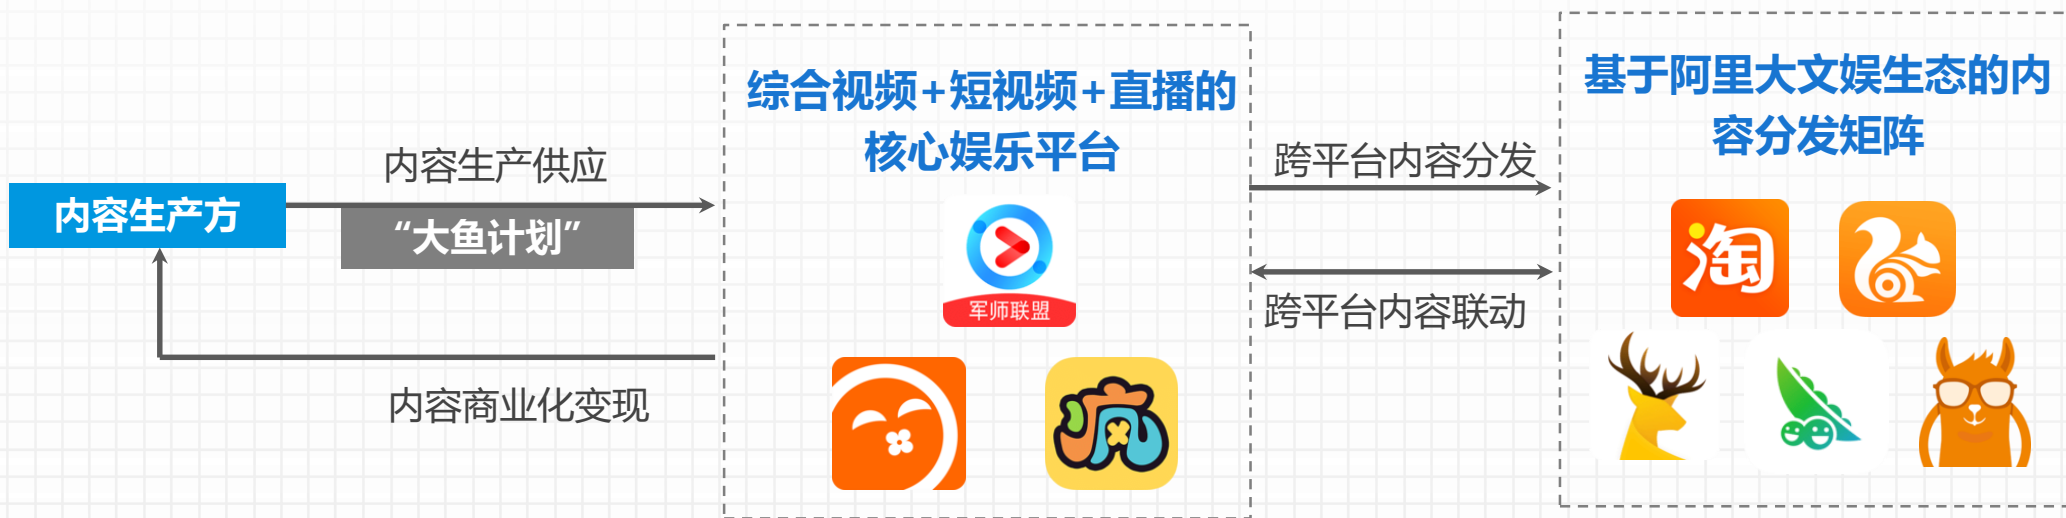 内容生产方
内容生产供应
“大鱼计划”
内容商业化变现
综合视频+短视频+直播的
核心娱乐平台
军师联盟
疯
跨平台内容分发
跨平台内容联动
基于阿里大文娱生态的内
容分发矩阵
淘